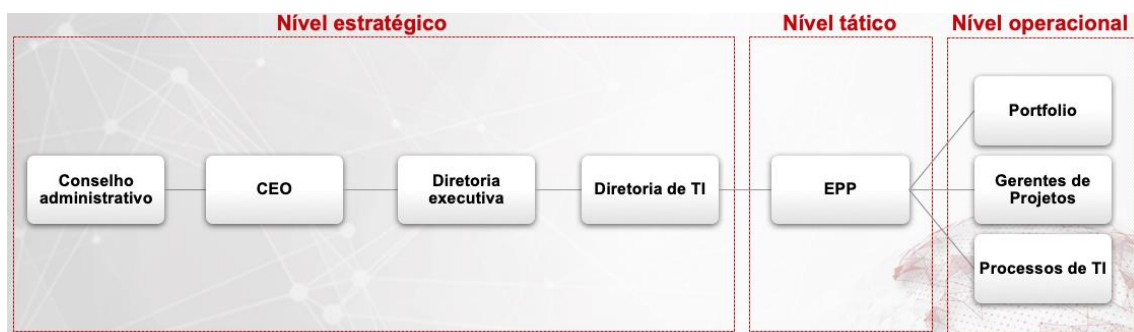 Nível estratégico
Nível tático
Nível operacional
Conselho
administrativo
CEO
Diretoria
executiva
Diretoria de TI
EPP
Portfolio
Gerentes de
Projetos
Processos de TI